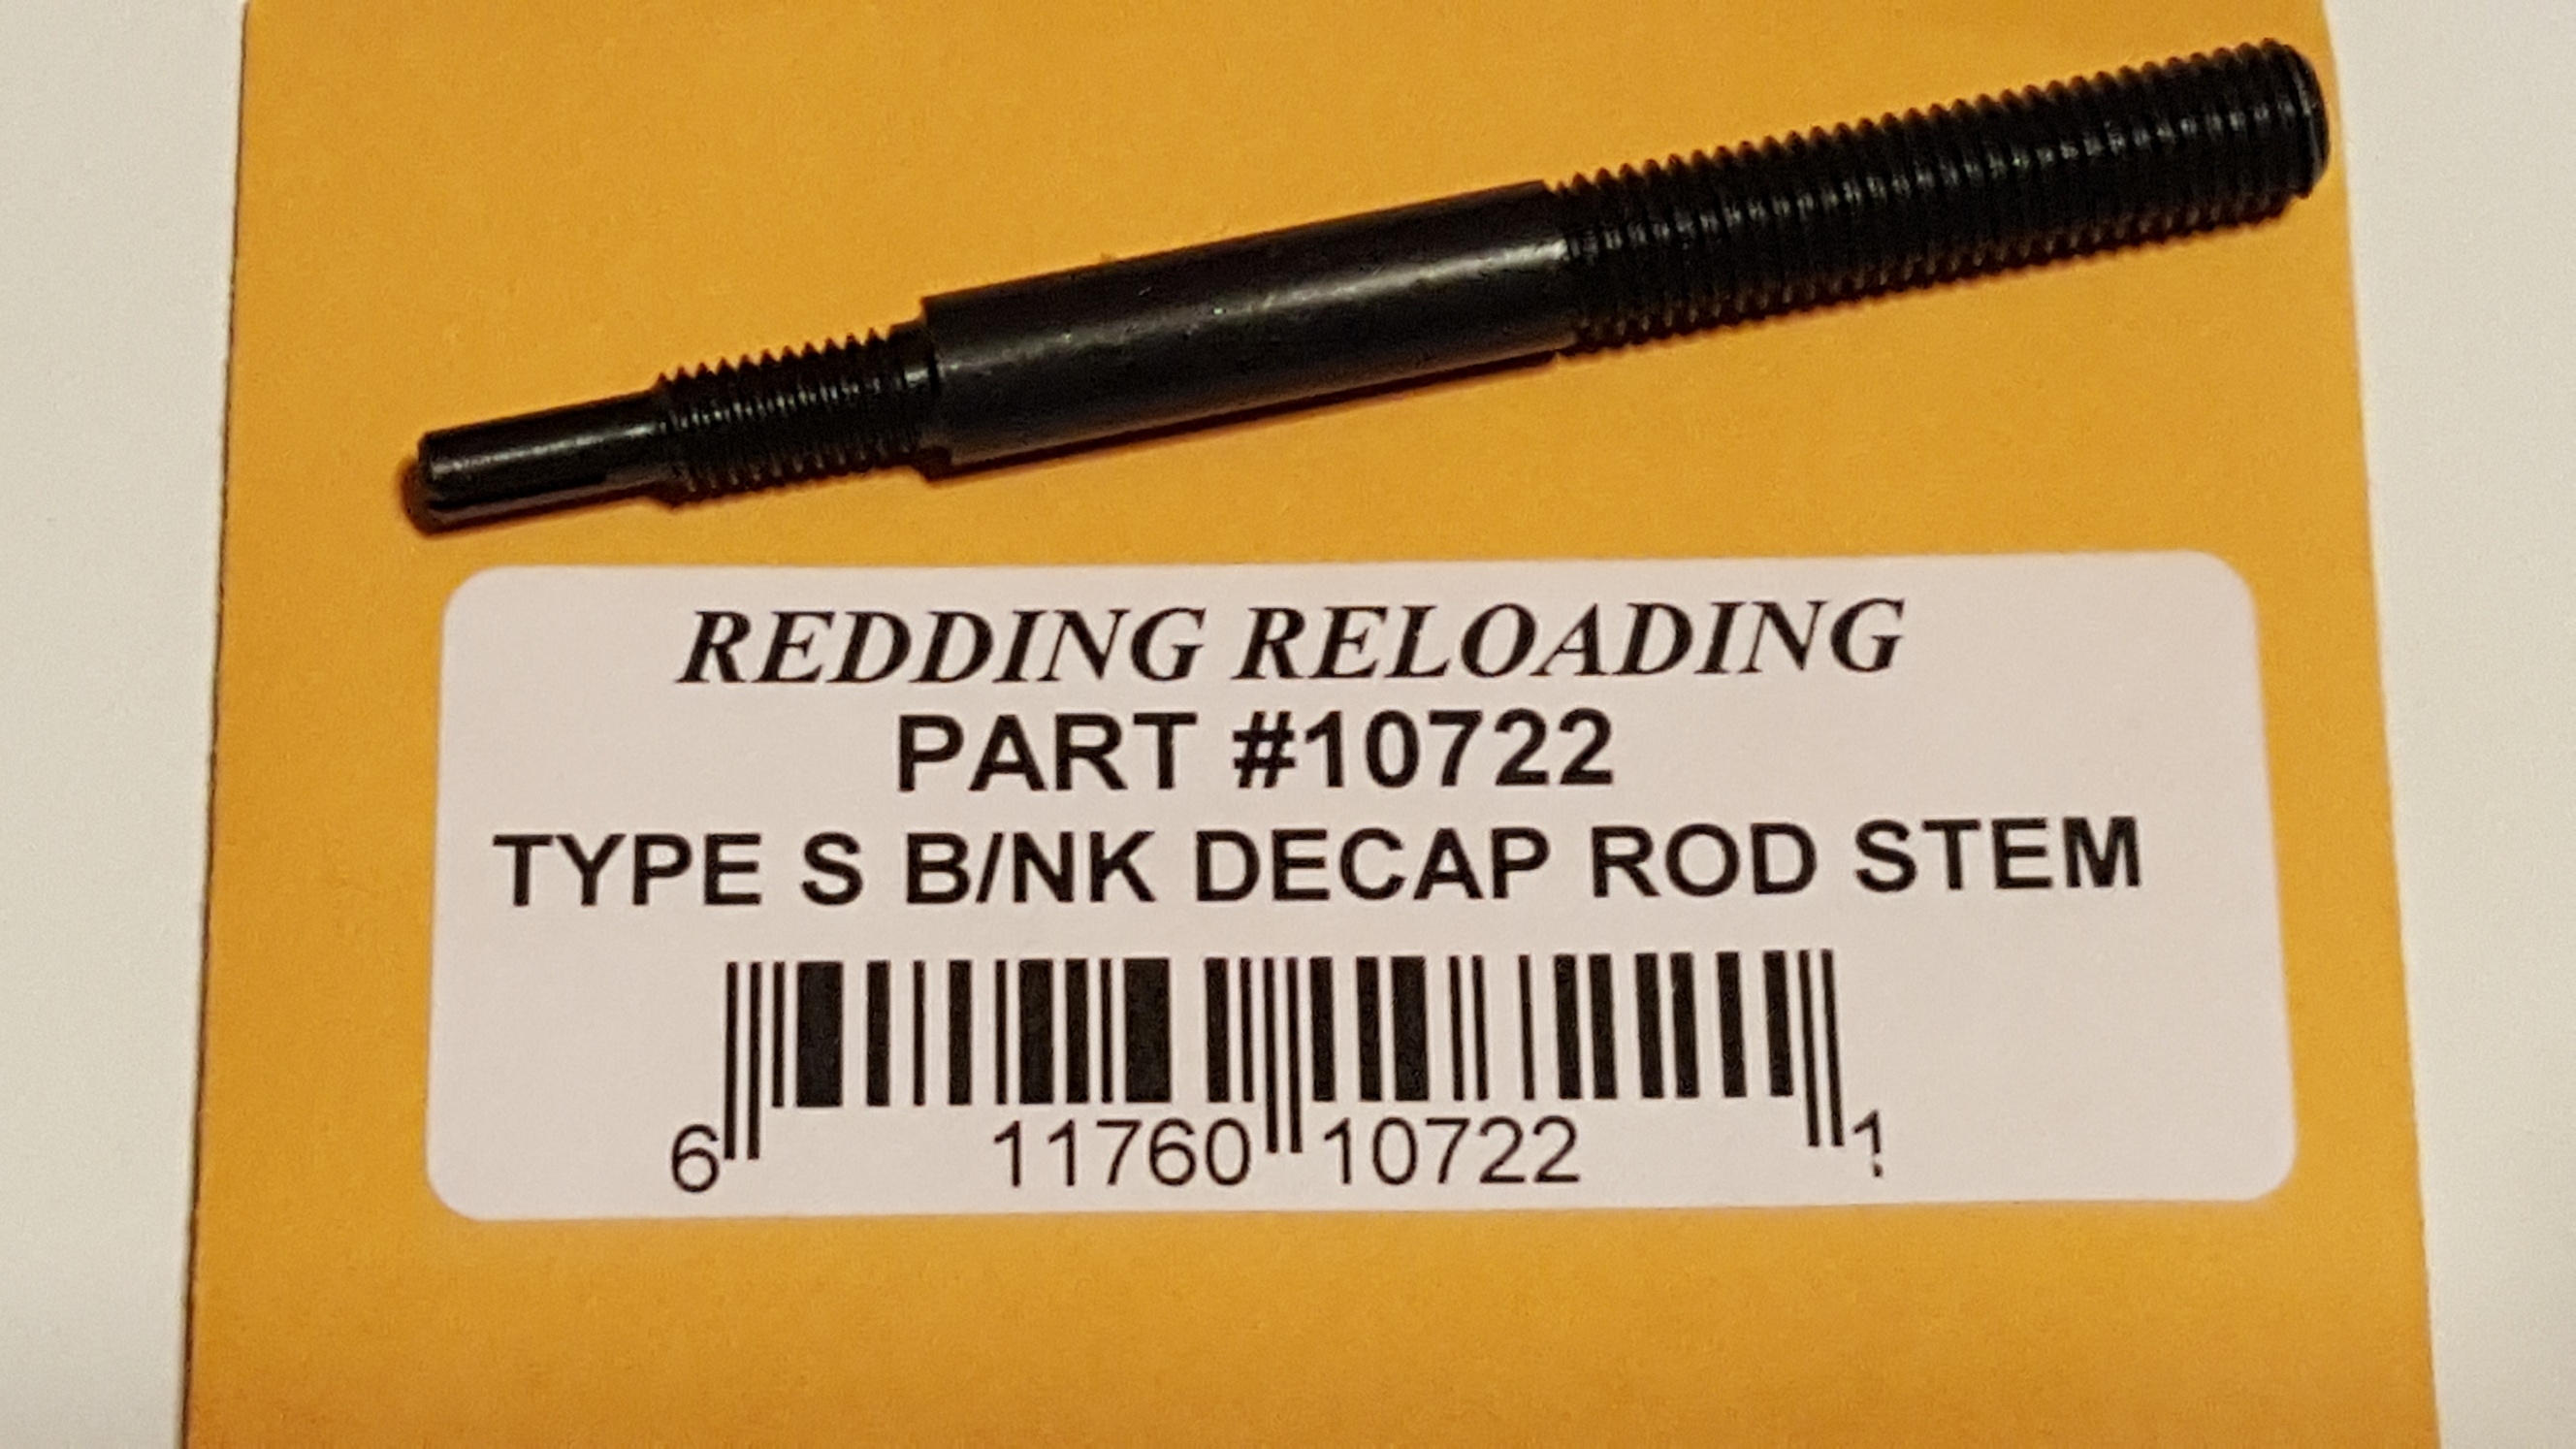 REDDING RELOADING
PART #10722
TYPE S B/NK DECAP ROD STEM
6 11760 10722 1